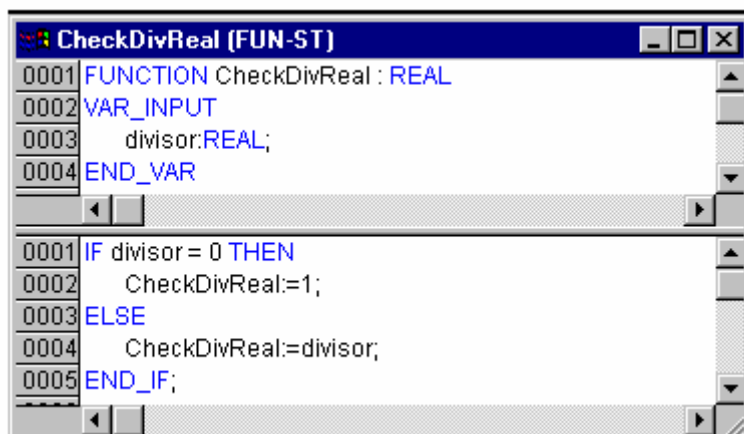 CheckDivReal (FUN-ST)
0001 FUNCTION CheckDivReal : REAL
0002 VAR_INPUT
0003 divisor:REAL;
0004 END_VAR
0001 IF divisor = 0 THEN
0002 CheckDivReal:=1;
0003 ELSE
0004 CheckDivReal:=divisor;
0005 END_IF;